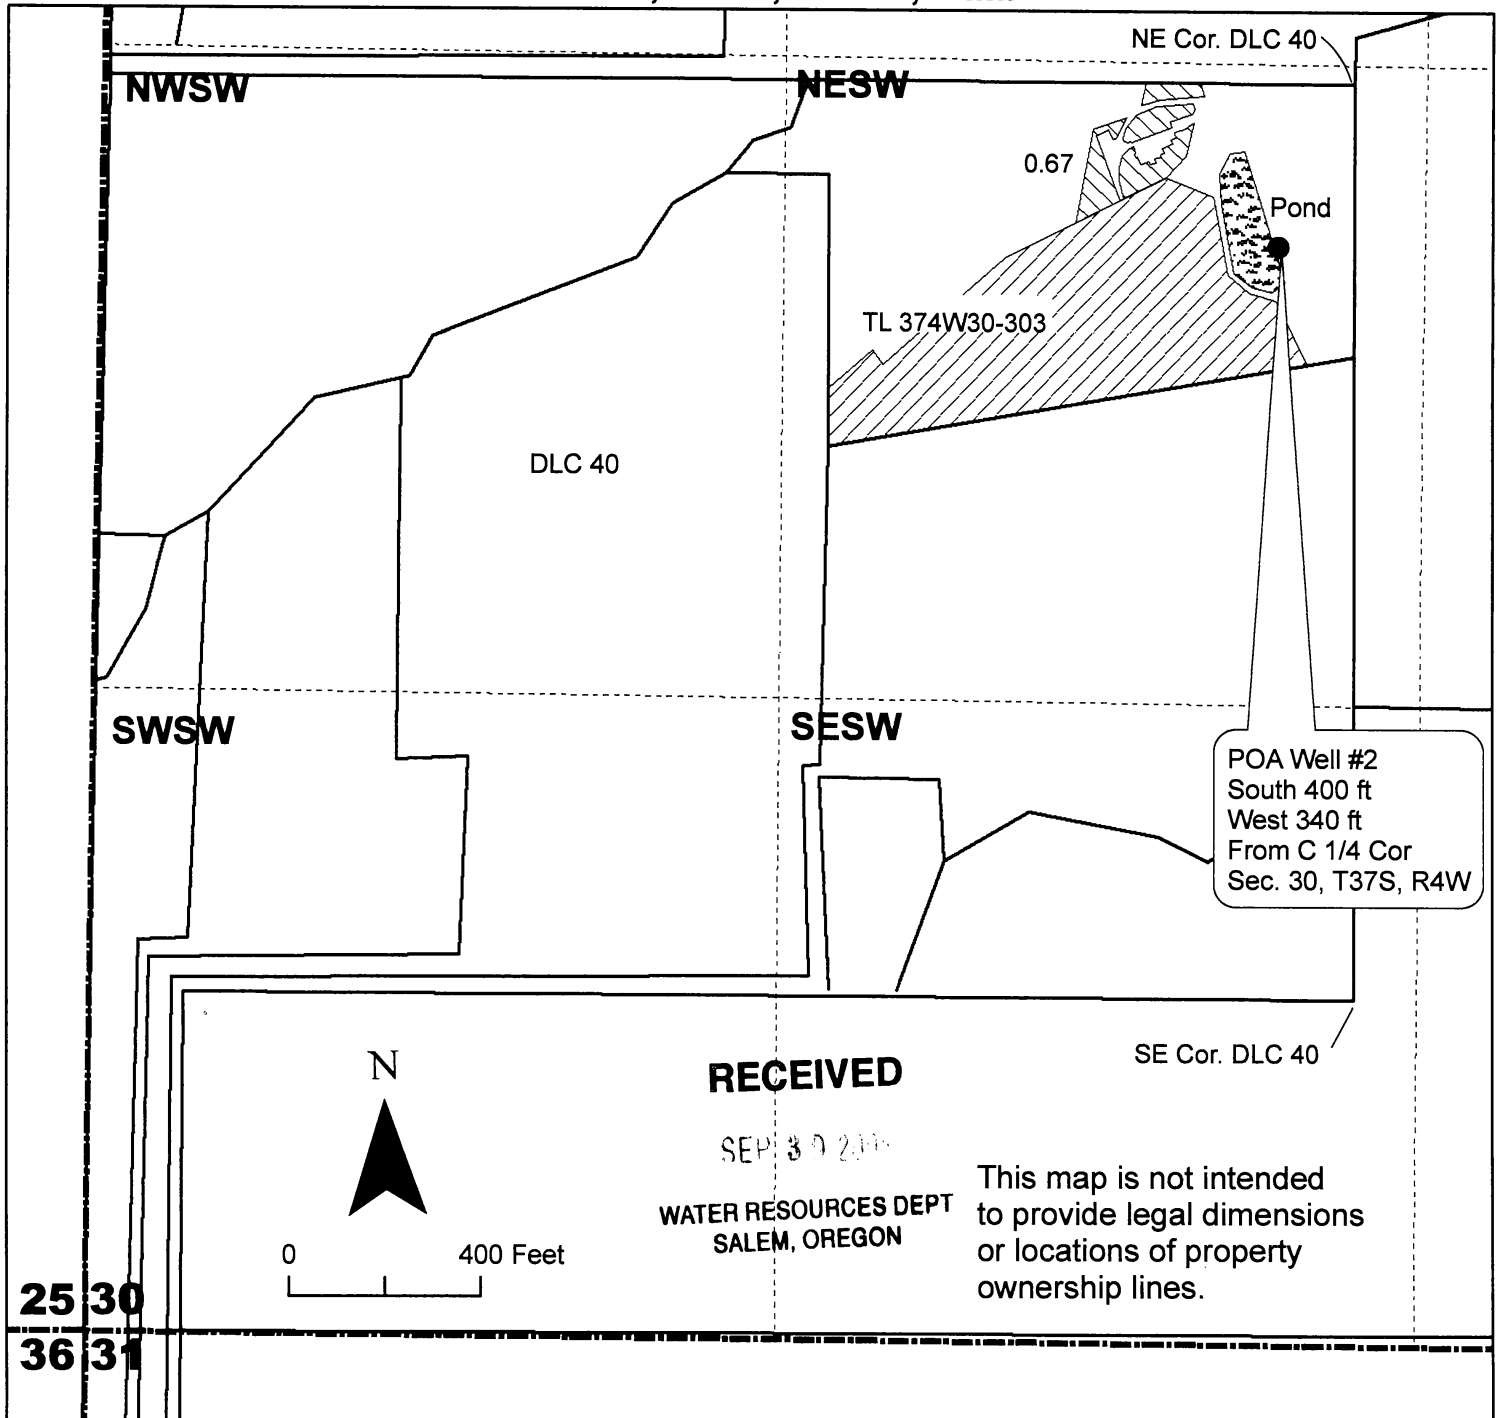 NE Cor. DLC 40
NWSW
NESW
0.67
Pond
TL 374W30-303
DLC 40
SWSW
SESW
POA Well #2
South 400 ft
West 340 ft
From C 1/4 Cor
Sec. 30, T37S, R4W
SE Cor. DLC 40
N
RECEIVED
SEP 30
WATER RESOURCES DEPT
SALEM, OREGON
This map is not intended
to provide legal dimensions
or locations of property
ownership lines.
0 400 Feet
25 30
36 31